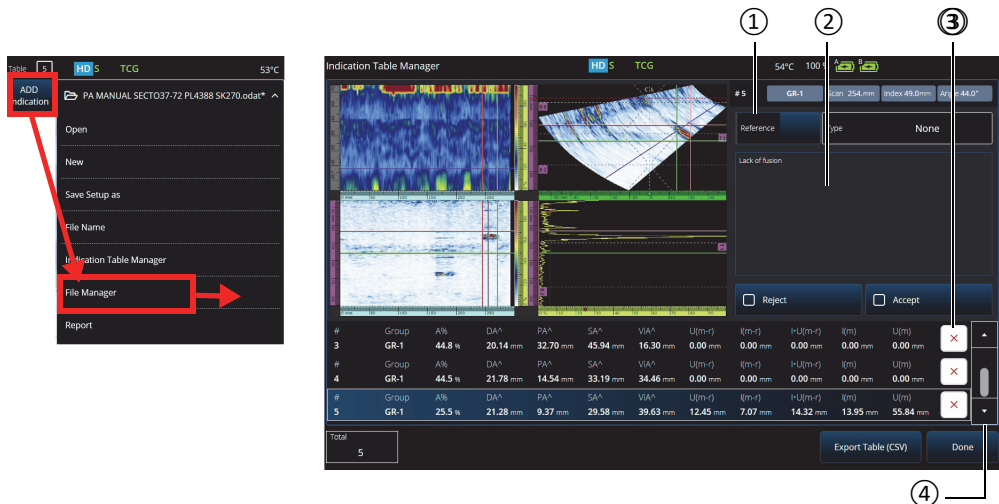 ① ② ③
Table 5 HD S TCG 53°C
ADD
Indication
PA MANUAL SECTO37-72 PL4388 SK270.odat*
Open
New
Save Setup as
File Name
Indication Table Manager
File Manager
Report
Indication Table Manager HD S TCG 54°C 100 % A B
# 5 GR-1 Scan 254.mm Index 49.0mm Angle 44.0°
Reference Type None
Lack of fusion
Reject Accept
# Group A% DA^ PA^ SA^ ViA^ U(m-r) I(m-r) I-U(m-r) I(m) U(m)
3 GR-1 44.8 % 20.14 mm 32.70 mm 45.94 mm 16.30 mm 0.00 mm 0.00 mm 0.00 mm 0.00 mm 0.00 mm
# Group A% DA^ PA^ SA^ ViA^ U(m-r) I(m-r) I-U(m-r) I(m) U(m)
4 GR-1 44.5 % 21.78 mm 14.54 mm 33.19 mm 34.46 mm 0.00 mm 0.00 mm 0.00 mm 0.00 mm 0.00 mm
# Group A% DA^ PA^ SA^ ViA^ U(m-r) I(m-r) I-U(m-r) I(m) U(m)
5 GR-1 25.5 % 21.28 mm 9.37 mm 29.58 mm 39.63 mm 12.45 mm 7.07 mm 14.32 mm 13.95 mm 55.84 mm
Total
5
Export Table (CSV) Done
④